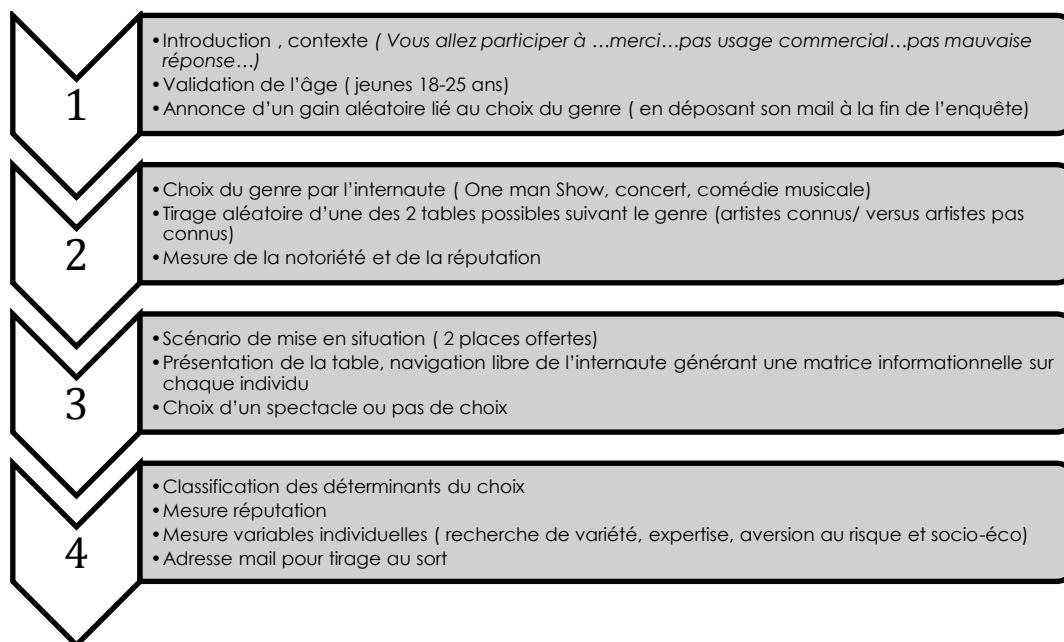 1
•Introduction , contexte ( Vous allez participer à …merci…pas usage commercial…pas mauvaise
réponse…)
•Validation de l’âge ( jeunes 18-25 ans)
•Annonce d’un gain aléatoire lié au choix du genre ( en déposant son mail à la fin de l’enquête)
2
•Choix du genre par l’internaute ( One man Show, concert, comédie musicale)
•Tirage aléatoire d’une des 2 tables possibles suivant le genre (artistes connus/ versus artistes pas
connus)
•Mesure de la notoriété et de la réputation
3
•Scénario de mise en situation ( 2 places offertes)
•Présentation de la table, navigation libre de l’internaute générant une matrice informationnelle sur
chaque individu
•Choix d’un spectacle ou pas de choix
4
•Classification des déterminants du choix
•Mesure réputation
•Mesure variables individuelles ( recherche de variété, expertise, aversion au risque et socio-éco)
•Adresse mail pour tirage au sort